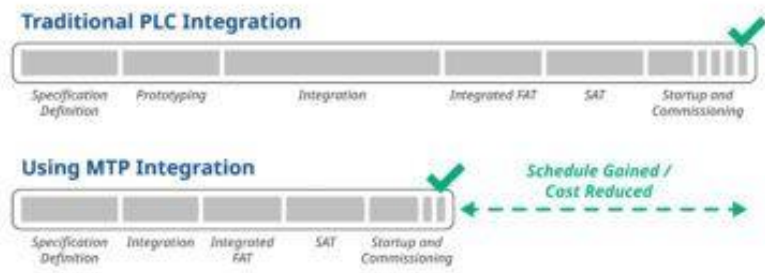 Traditional PLC Integration
Specification Prototyping Integration Integrated FAT SAT Startup and
Definition Commissioning
Using MTP Integration
Schedule Gained /
Cost Reduced
Specification Integration Integrated SAT Startup and
Definition FAT Commissioning